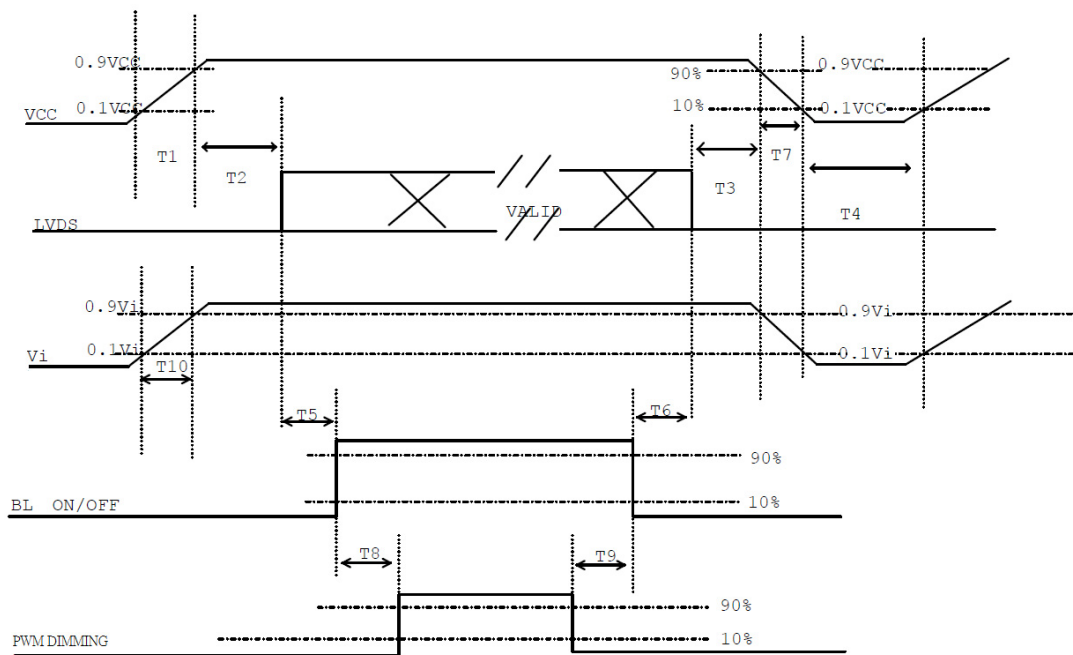 0.9VCC
0.9VCC
90%
VCC
0.1VCC
10%
0.1VCC
T1
T2
T3
T7
T4
VALID
LVDS
0.9Vi
0.9Vi
Vi
0.1Vi
0.1Vi
T10
T5
T6
90%
BL ON/OFF
10%
T8
T9
90%
PWM DIMMING
10%